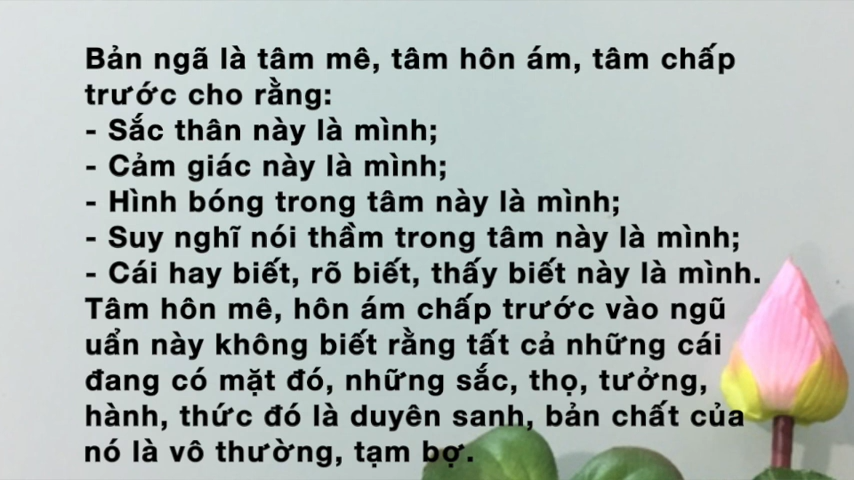 Bản ngã là tâm mê, tâm hôn ám, tâm chấp
trước cho rằng:
- Sắc thân này là mình;
- Cảm giác này là mình;
- Hình bóng trong tâm này là mình;
- Suy nghĩ nói thầm trong tâm này là mình;
- Cái hay biết, rõ biết, thấy biết này là mình.
Tâm hôn mê, hôn ám chấp trước vào ngũ
uẩn này không biết rằng tất cả những cái
đang có mặt đó, những sắc, thọ, tưởng,
hành, thức đó là duyên sanh, bản chất của
nó là vô thường, tạm bợ.